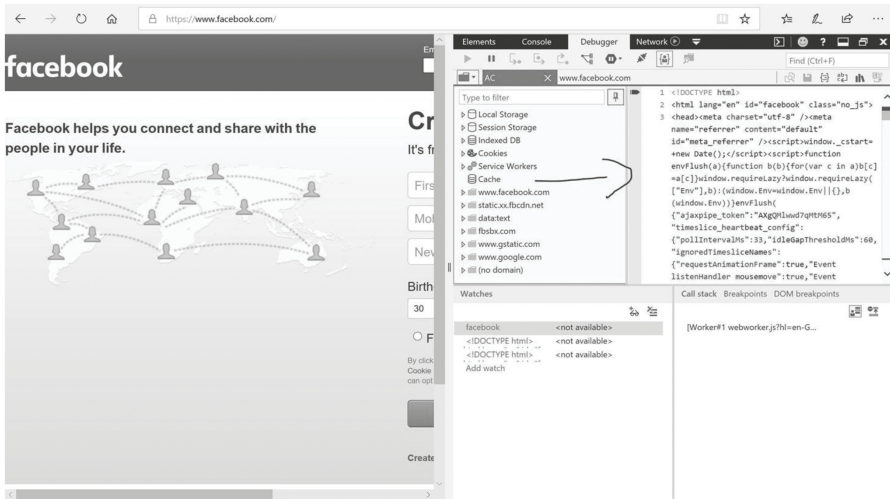 https://www.facebook.com/
facebook
Em
Facebook helps you connect and share with the
people in your life.
Cr
It's fr
First
Mob
New
Birth
30
F
By click
Cookie
can opt
Create
Elements Console Debugger Network
Find (Ctrl+F)
AC
www.facebook.com
Type to filter
Local Storage
Session Storage
Indexed DB
Cookies
Service Workers
Cache
www.facebook.com
static.xx.fbcdn.net
data:text
fbsbx.com
www.gstatic.com
www.google.com
(no domain)
1 <!DOCTYPE html>
2 <html lang="en" id="facebook" class="no_js">
3 <head><meta charset="utf-8" /><meta
name="referrer" content="default"
id="meta_referrer" /><script>window._cstart=
+new Date();</script><script>function
envFlush(a){function b(b){for(var c in a)b[c]
=a[c]}window.requireLazy?window.requireLazy(
["Env"],b):(window.Env=window.Env||{},b
(window.Env))}envFlush(
{"ajaxpipe_token":"AXgQMlwwd7qMtM65",
"timeslice_heartbeat_config":
{"pollIntervalMs":33,"idleGapThresholdMs":60,
"ignoredTimesliceNames":
{"requestAnimationFrame":true,"Event
listenHandler mousemove":true,"Event
Watches
facebook <not available>
<!DOCTYPE html> <not available>
<!DOCTYPE html> <not available>
Add watch
Call stack Breakpoints DOM breakpoints
[Worker#1 webworker.js?hl=en-G...